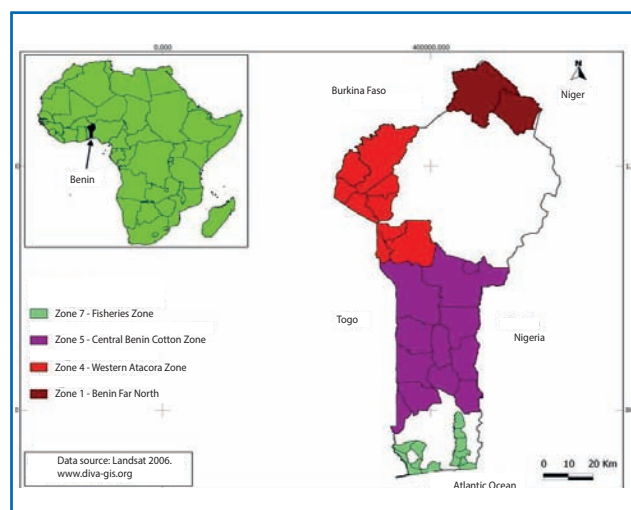 0.000
400000.000
Burkina Faso
N
Niger
Benin
Togo
Nigeria
Zone 7 - Fisheries Zone
Zone 5 - Central Benin Cotton Zone
Zone 4 - Western Atacora Zone
Zone 1 - Benin Far North
Data source: Landsat 2006.
www.diva-gis.org
0 10 20 Km
Atlantic Ocean